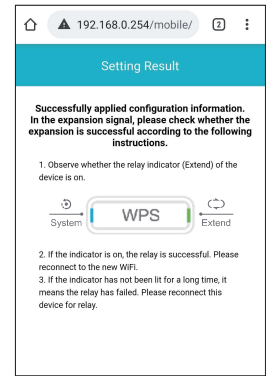 192.168.0.254/mobile/
2
Setting Result
Successfully applied configuration information.
In the expansion signal, please check whether the
expansion is successful according to the following
instructions.
1. Observe whether the relay indicator (Extend) of the
device is on.
WPS
System
Extend
2. If the indicator is on, the relay is successful. Please
reconnect to the new WiFi.
3. If the indicator has not been lit for a long time, it
means the relay has failed. Please reconnect this
device for relay.